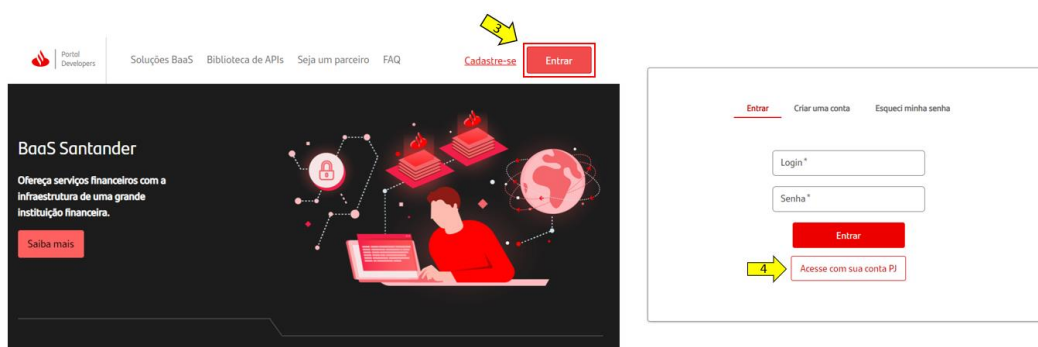 3
Portal
Developers
Soluções BaaS Biblioteca de APIs Seja um parceiro FAQ Cadastre-se Entrar
BaaS Santander
Ofereça serviços financeiros com a
infraestrutura de uma grande
instituição financeira.
Saiba mais
Entrar Criar uma conta Esqueci minha senha
Login*
Senha*
Entrar
4 Acesse com sua conta PJ